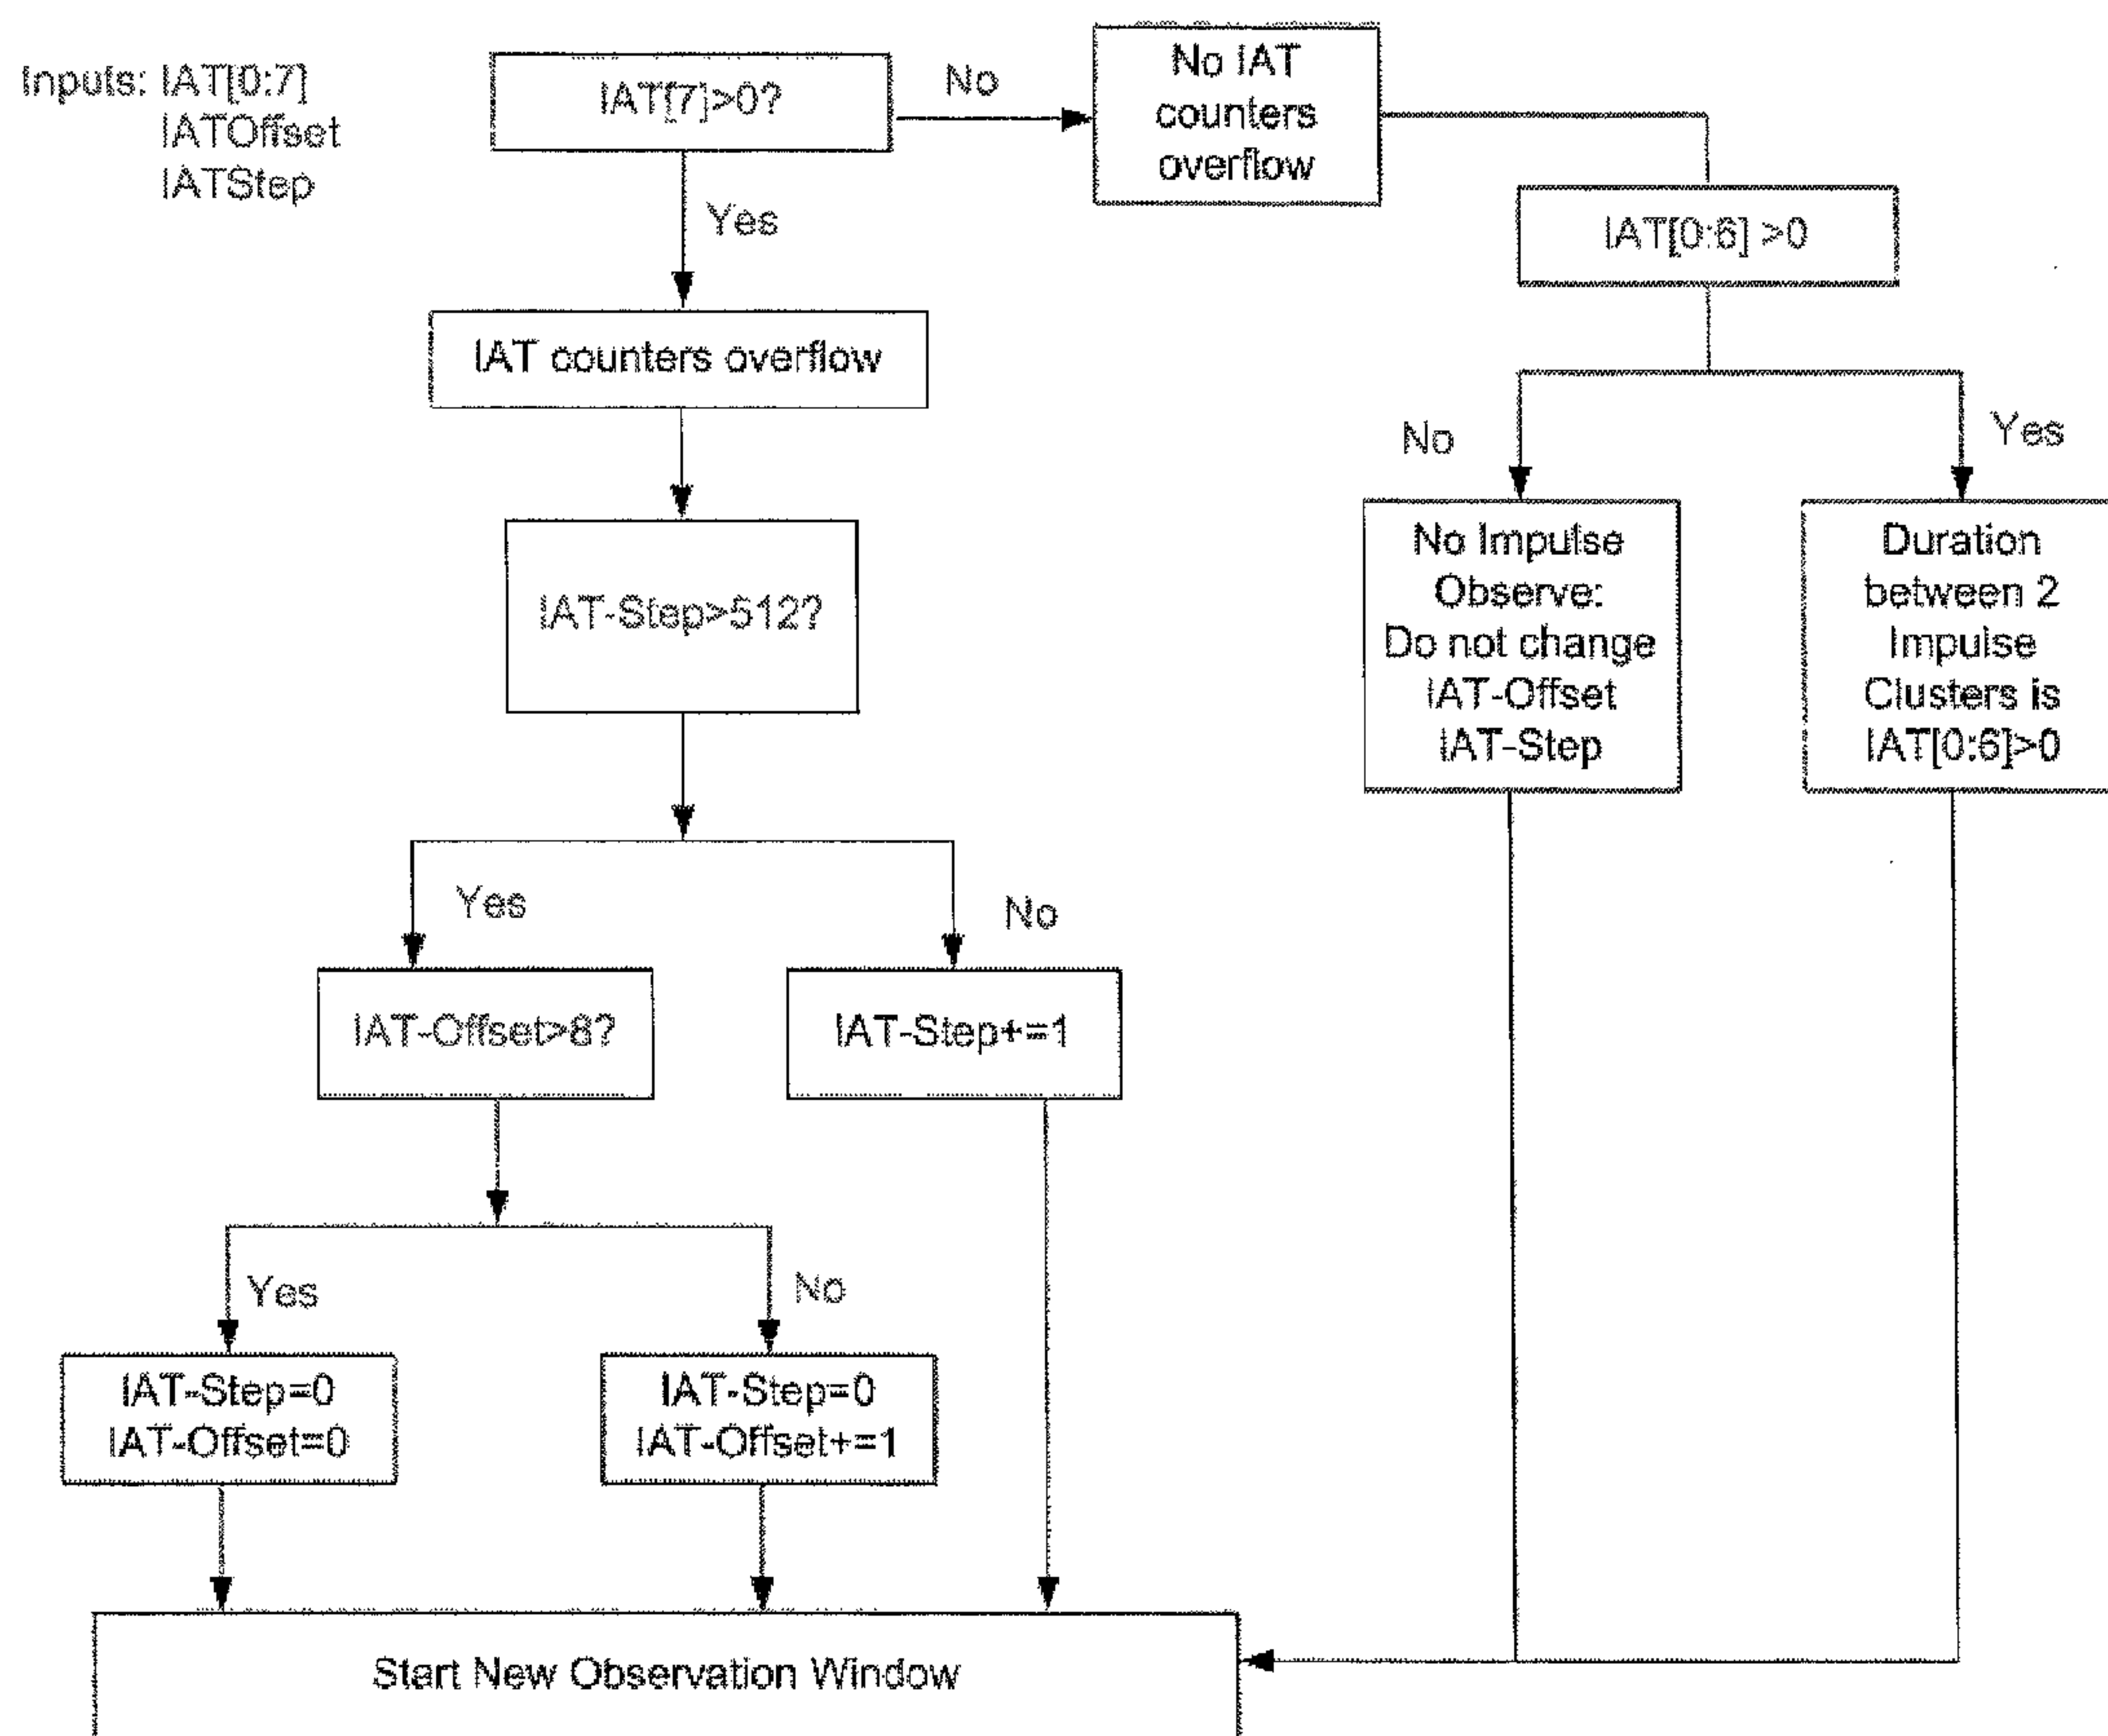 Inputs: IAT[0:7]
IATOffset
IATStep
IAT[7]>0?
No
No IAT
counters
overflow
Yes
IAT[0:6] >0
IAT counters overflow
No
Yes
IAT-Step>512?
No Impulse
Observe:
Do not change
IAT-Offset
IAT-Step
Duration
between 2
Impulse
Clusters is
IAT[0:6]>0
Yes
No
IAT-Offset>8?
IAT-Step+=1
Yes
No
IAT-Step=0
IAT-Offset=0
IAT-Step=0
IAT-Offset+=1
Start New Observation Window